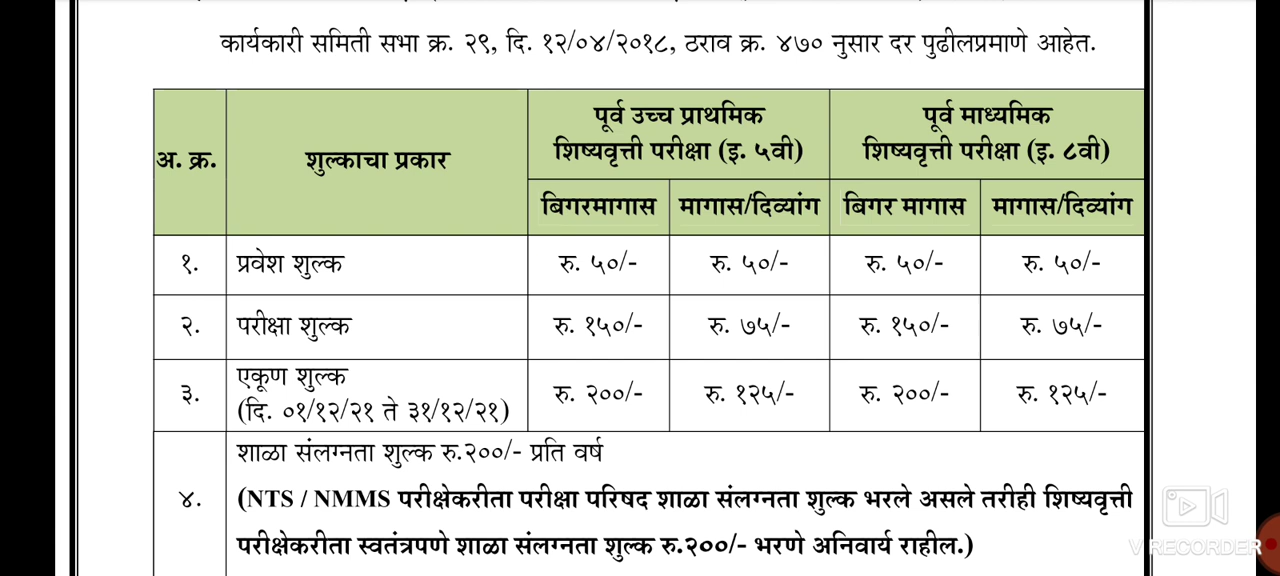 कार्यकारी समिती सभा क्र. २९, दि. १२/०४/२०१८, ठराव क्र. ४७० नुसार दर पुढीलप्रमाणे आहेत.
अ. क्र.
शुल्काचा प्रकार
पूर्व उच्च प्राथमिक
शिष्यवृत्ती परीक्षा (इ. ५वी)
पूर्व माध्यमिक
शिष्यवृत्ती परीक्षा (इ. ८वी)
बिगरमागास मागास/दिव्यांग बिगर मागास मागास/दिव्यांग
१. प्रवेश शुल्क रु. ५०/- रु. ५०/- रु. ५०/- रु. ५०/-
२. परीक्षा शुल्क रु. १५०/- रु. ७५/- रु. १५०/- रु. ७५/-
३. एकूण शुल्क
(दि. ०१/१२/२१ ते ३१/१२/२१) रु. २००/- रु. १२५/- रु. २००/- रु. १२५/-
शाळा संलग्नता शुल्क रु.२००/- प्रति वर्ष
४. (NTS / NMMS परीक्षेकरीता परीक्षा परिषद शाळा संलग्नता शुल्क भरले असले तरीही शिष्यवृत्ती
परीक्षेकरीता स्वतंत्रपणे शाळा संलग्नता शुल्क रु.२००/- भरणे अनिवार्य राहील.)
V RECORDER